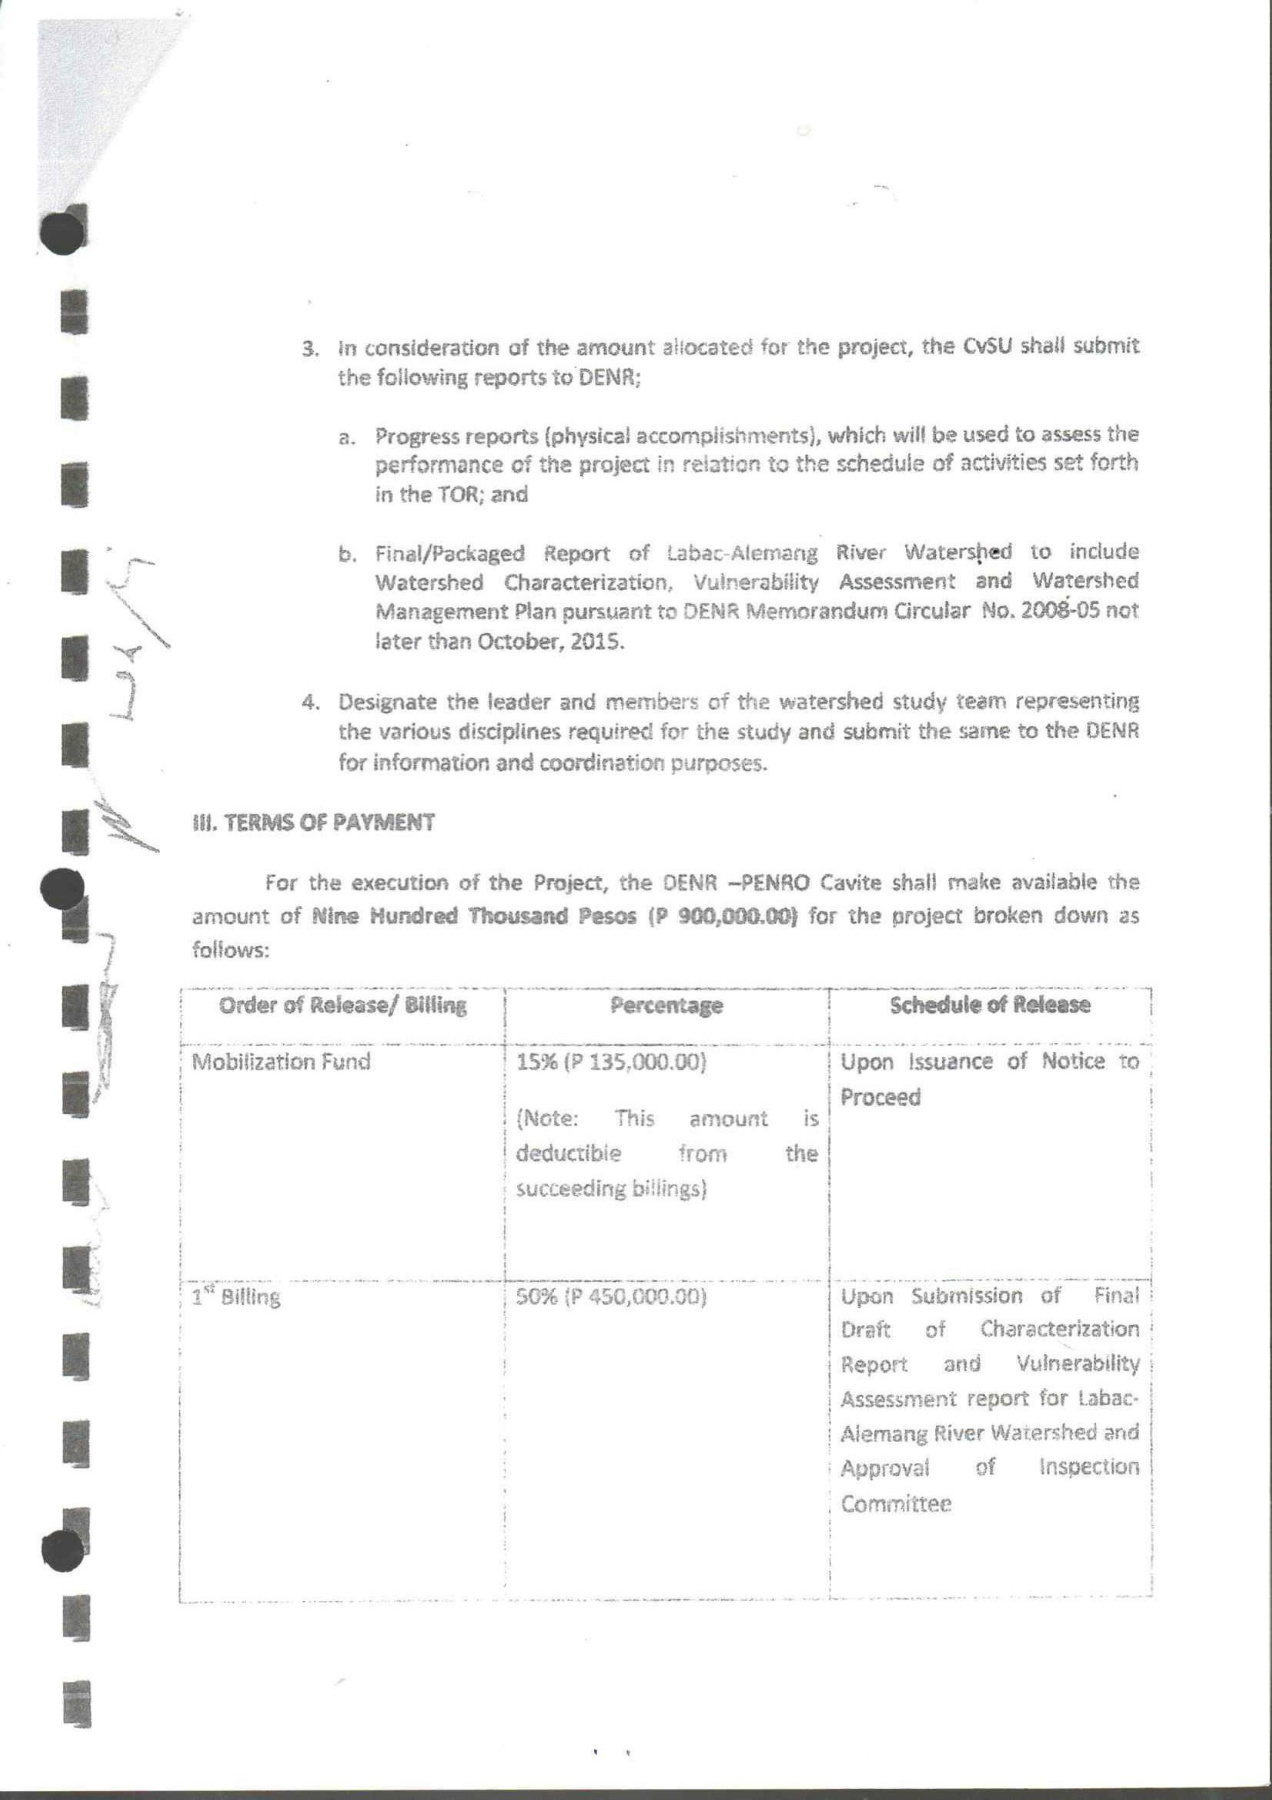 3. In consideration of the amount allocated for the project, the CvSU shall submit
the following reports to DENR;
a. Progress reports (physical accomplishments), which will be used to assess the
performance of the project in relation to the schedule of activities set forth
in the TOR; and
b. Final/Packaged Report of Labac-Alemang River Watershed to include
Watershed Characterization, Vulnerability Assessment and Watershed
Management Plan pursuant to DENR Memorandum Circular No. 2008-05 not
later than October, 2015.
4. Designate the leader and members of the watershed study team representing
the various disciplines required for the study and submit the same to the DENR
for information and coordination purposes.
III. TERMS OF PAYMENT
For the execution of the Project, the DENR –PENRO Cavite shall make available the
amount of Nine Hundred Thousand Pesos (P 900,000.00) for the project broken down as
follows:
Order of Release/ Billing
Percentage
Schedule of Release
Mobilization Fund
15% (P 135,000.00)
(Note: This amount is
deductible from the
succeeding billings)
Upon Issuance of Notice to
Proceed
1st Billing
50% (P 450,000.00)
Upon Submission of Final
Draft of Characterization
Report and Vulnerability
Assessment report for Labac-
Alemang River Watershed and
Approval of Inspection
Committee